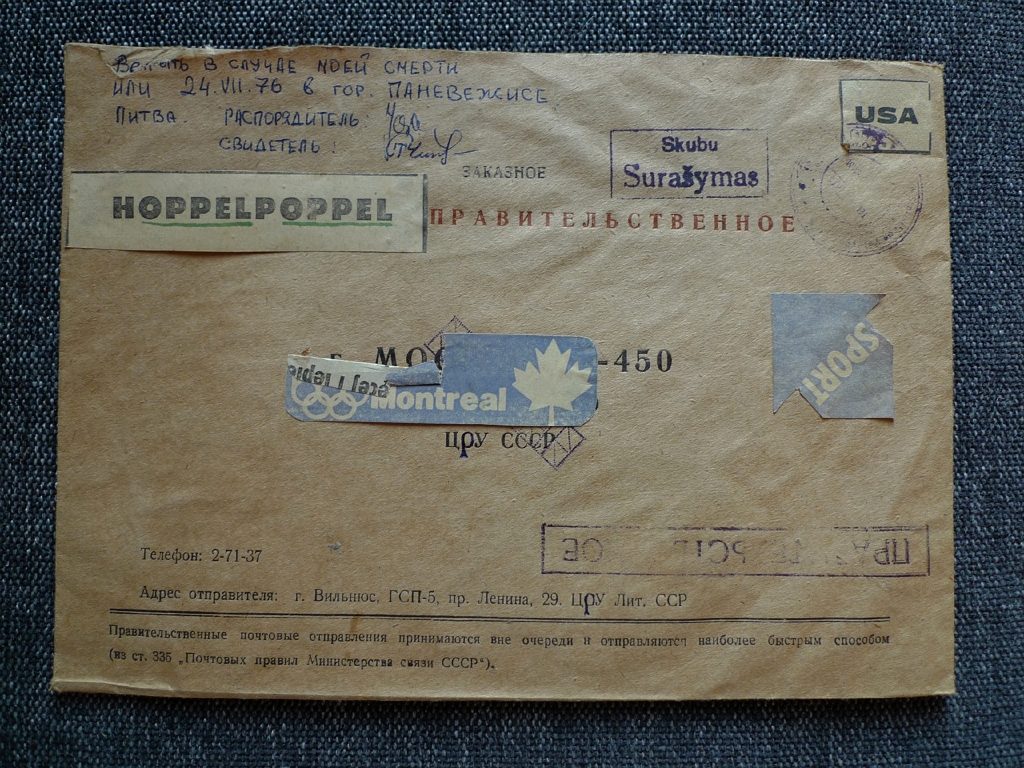 В СЛУЧАЕ МОЕЙ СМЕРТИ
ИЛИ 24.VII.76 В ГОР. ПАНЕВЕЖИСЕ
ЛИТВА. РАСПОРЯДИТЕЛЬ:
СВИДЕТЕЛЬ:
USA
Skubu
Surašymas
ЗАКАЗНОЕ
HOPPELPOPPEL
ПРАВИТЕЛЬСТВЕННОЕ
SPORT
г. МОС -450
Montreal
ЦРУ СССР
Телефон: 2-71-37
Адрес отправителя: г. Вильнюс, ГСП-5, пр. Ленина, 29. ЦРУ Лит. ССР
Правительственные почтовые отправления принимаются вне очереди и отправляются наиболее быстрым способом
(из ст. 335 „Почтовых правил Министерства связи СССР“).